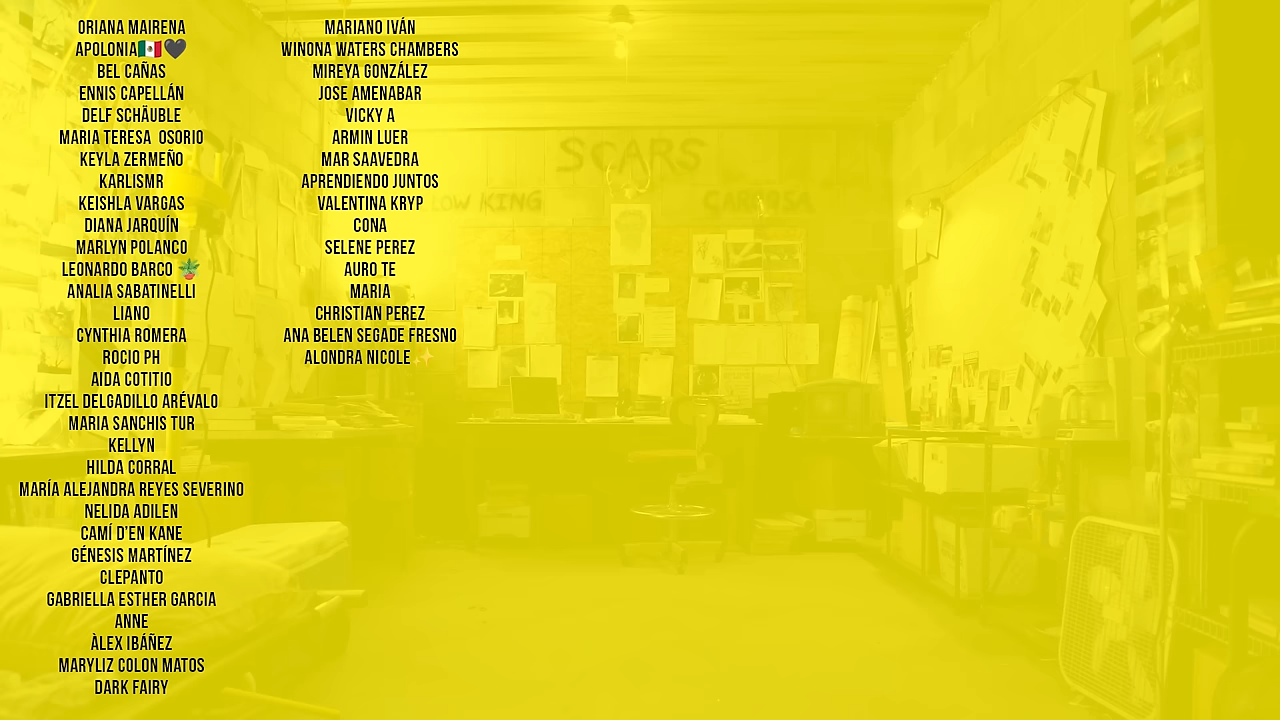 ORIANA MAIRENA
APOLONIA🇲🇽🖤
BEL CAÑAS
ENNIS CAPELLÁN
DELF SCHÄUBLE
MARIA TERESA  OSORIO
KEYLA ZERMEÑO
KARLISMR
KEISHLA VARGAS
DIANA JARQUÍN
MARLYN POLANCO
LEONARDO BARCO 🪴
ANALIA SABATINELLI
LIANO
CYNTHIA ROMERA
ROCIO PH
AIDA COTITIO
ITZEL DELGADILLO ARÉVALO
MARIA SANCHIS TUR
KELLYN
HILDA CORRAL
MARÍA ALEJANDRA REYES SEVERINO
NELIDA ADILEN
CAMÍ D'EN KANE
GÉNESIS MARTÍNEZ
CLEPANTO
GABRIELLA ESTHER GARCIA
ANNE
ÀLEX IBÁÑEZ
MARYLIZ COLON MATOS
DARK FAIRY
MARIANO IVÁN
WINONA WATERS CHAMBERS
MIREYA GONZÁLEZ
JOSE AMENABAR
VICKY A
ARMIN LUER
MAR SAAVEDRA
APRENDIENDO JUNTOS
VALENTINA KRYP
CONA
SELENE PEREZ
AURO TE
MARIA
CHRISTIAN PEREZ
ANA BELEN SEGADE FRESNO
ALONDRA NICOLE ✨
SCARS
KING